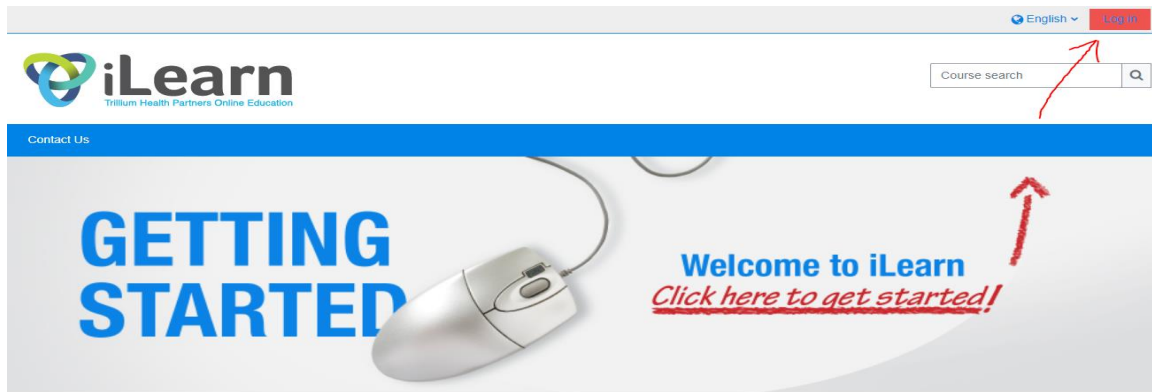 English
Log in
iLearn
Trillium Health Partners Online Education
Course search
Contact Us
GETTING
STARTED
Welcome to iLearn
Click here to get started!